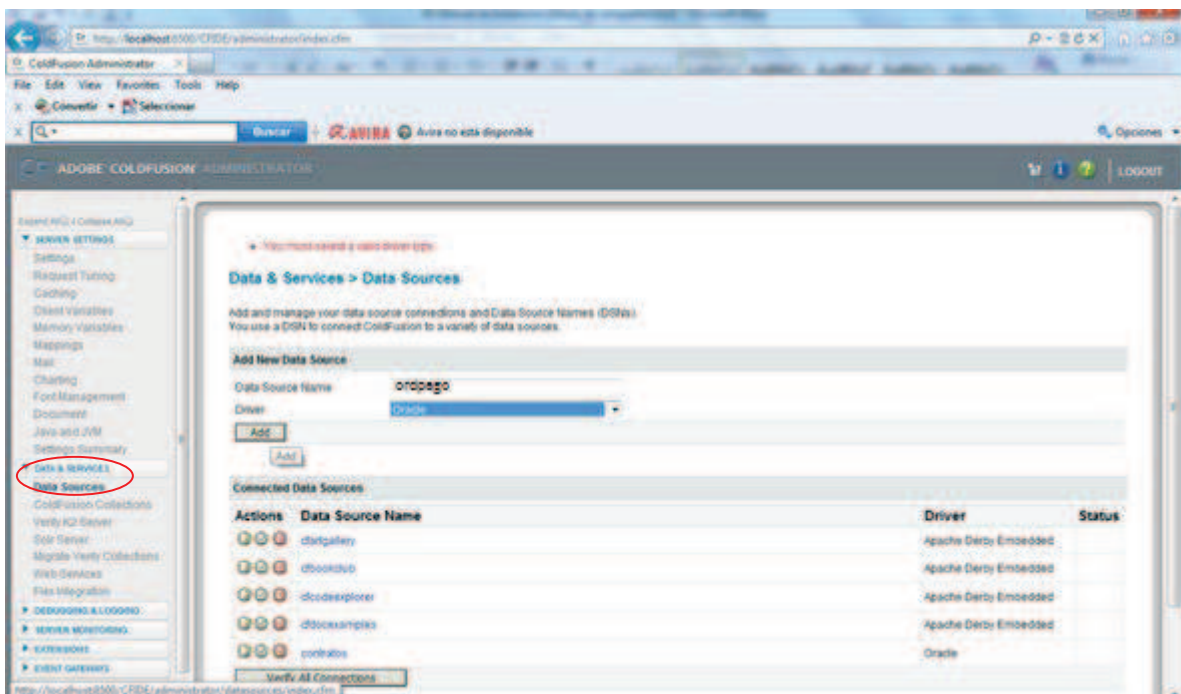 http://localhost:8500/CFIDE/administrator/index.cfm
ColdFusion Administrator
File Edit View Favorites Tools Help
x Convertir Seleccionar
x Buscar AVIRA Avira no está disponible Opciones
ADOBE COLDFUSION ADMINISTRATOR LOGOUT
Expand All / Collapse All
SERVER SETTINGS
Settings
Request Tuning
Caching
Client Variables
Memory Variables
Mappings
Mail
Charting
Font Management
Document
Java and JVM
Settings Summary
DATA & SERVICES
Data Sources
ColdFusion Collections
Verity K2 Server
Solr Server
Migrate Verity Collections
Web Services
Flex Integration
DEBUGGING & LOGGING
SERVER MONITORING
EXTENSIONS
EVENT GATEWAYS
You must select a valid driver type.
Data & Services > Data Sources
Add and manage your data source connections and Data Source Names (DSNs).
You use a DSN to connect ColdFusion to a variety of data sources.
Add New Data Source
Data Source Name ordpago
Driver Oracle
Add
Add
Connected Data Sources
Actions Data Source Name Driver Status
cfartgallery Apache Derby Embedded
cfbookclub Apache Derby Embedded
cfcodeexplorer Apache Derby Embedded
cfdocexamples Apache Derby Embedded
contratos Oracle
Verify All Connections
http://localhost:8500/CFIDE/administrator/datasources/index.cfm